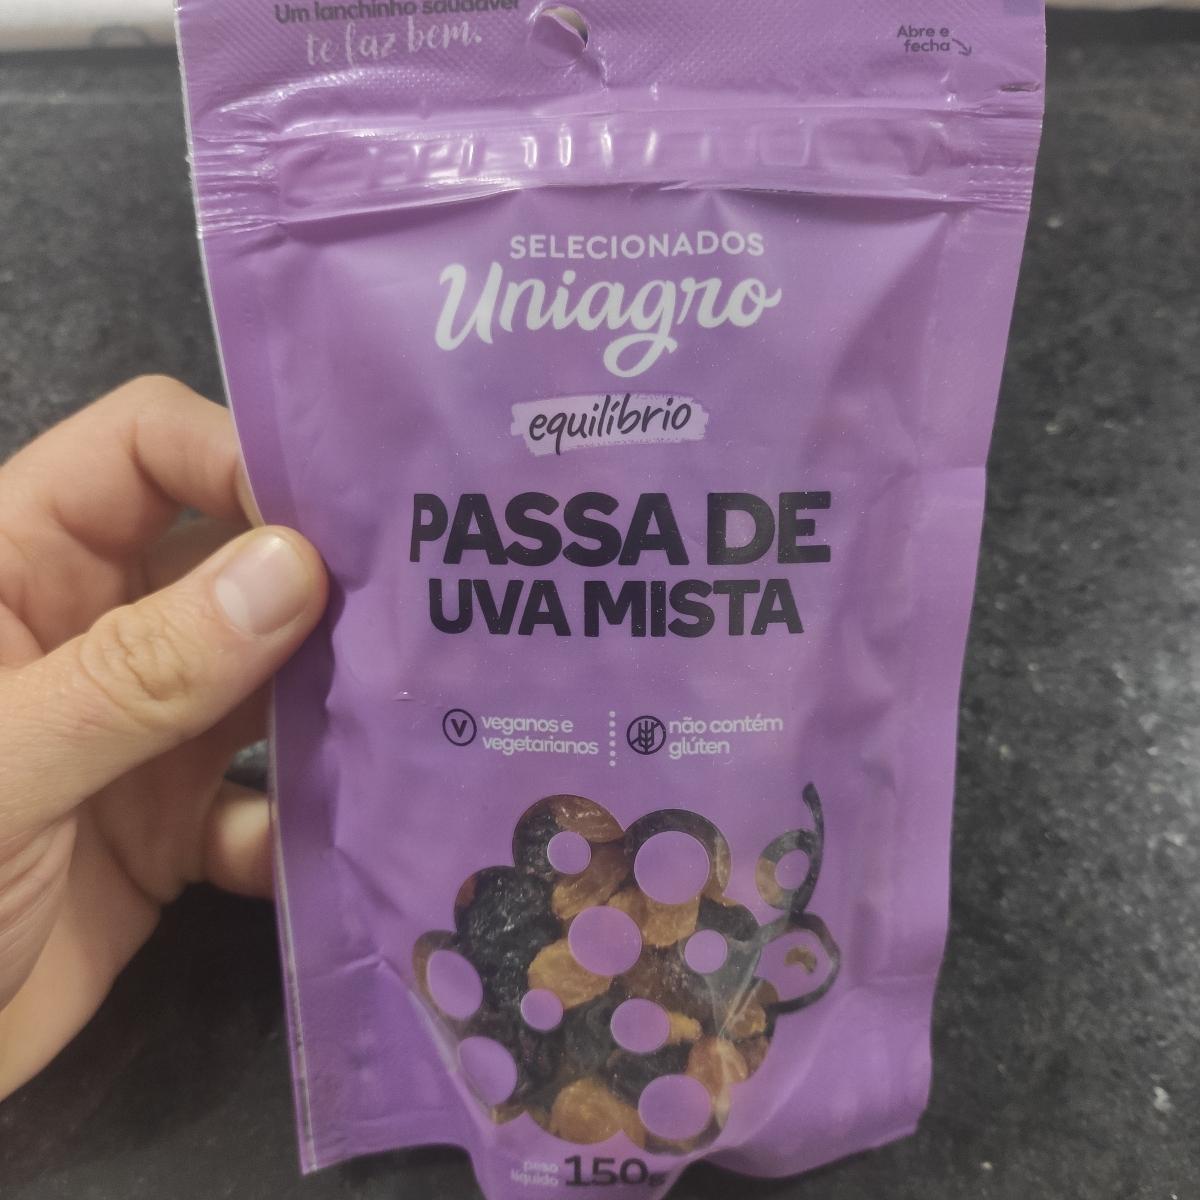 Um lanchinho saudável
te faz bem.
Abre e
fecha
SELECIONADOS
Uniagro
equilíbrio
PASSA DE
UVA MISTA
V
veganos e
vegetarianos
não contém
glúten
peso
líquido 150g